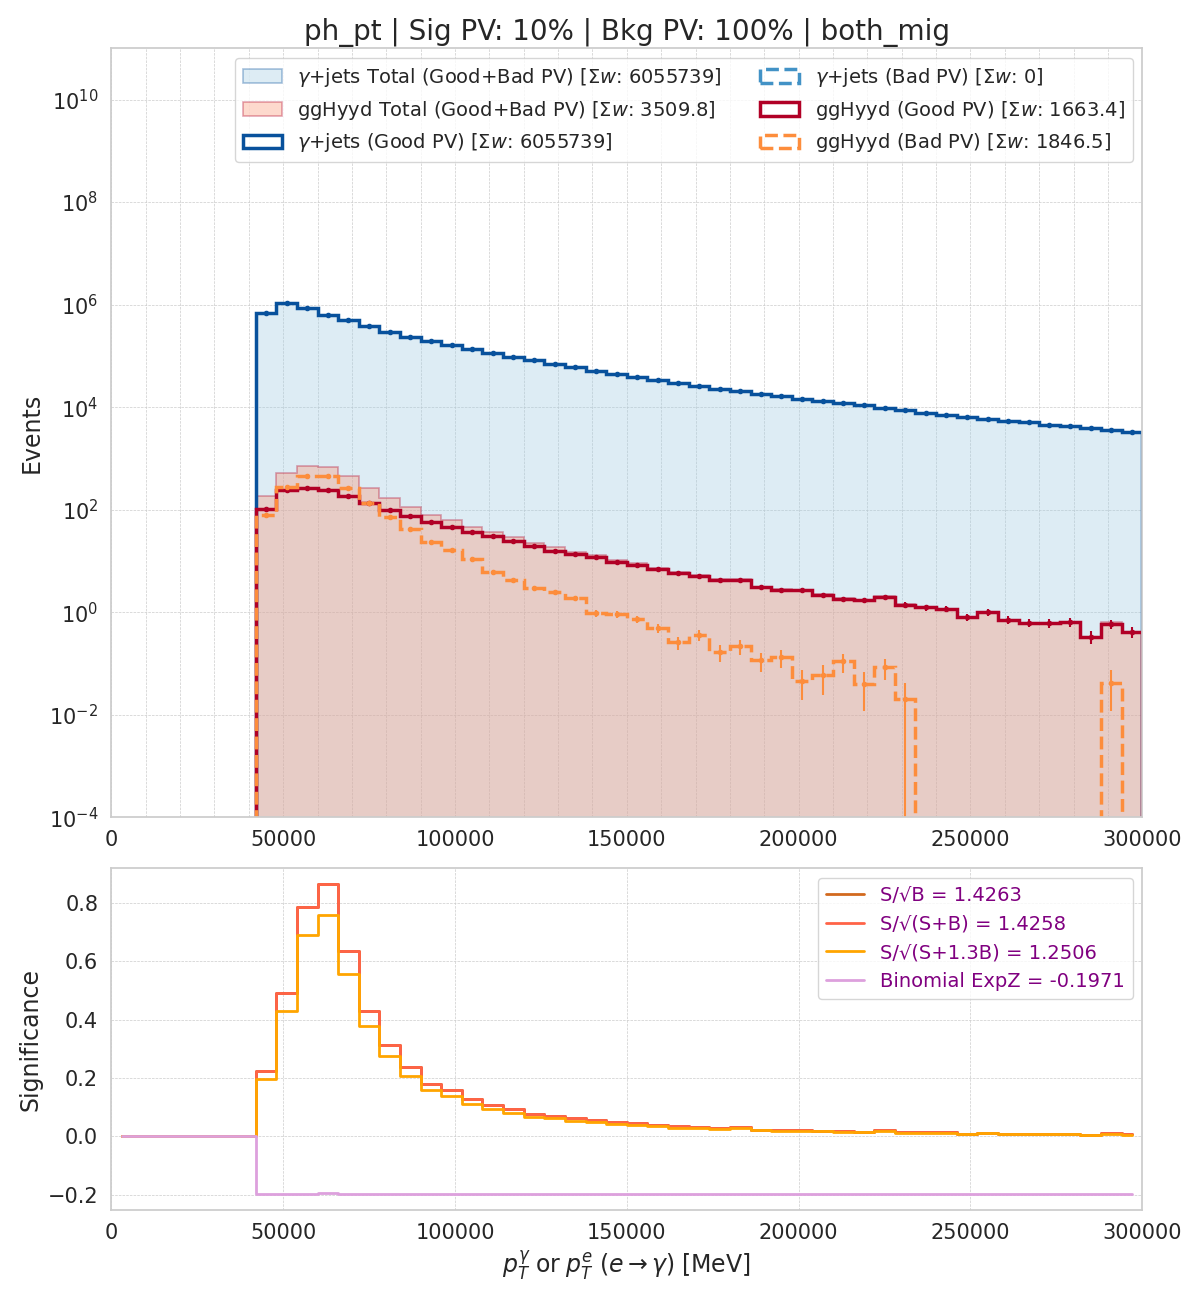 ph_pt | Sig PV: 10% | Bkg PV: 100% | both_mig
γ+jets Total (Good+Bad PV) [Σw: 6055739]
ggHyyd Total (Good+Bad PV) [Σw: 3509.8]
γ+jets (Good PV) [Σw: 6055739]
γ+jets (Bad PV) [Σw: 0]
ggHyyd (Good PV) [Σw: 1663.4]
ggHyyd (Bad PV) [Σw: 1846.5]
Events
10^10
10^8
10^6
10^4
10^2
10^0
10^−2
10^−4
0 50000 100000 150000 200000 250000 300000
S/√B = 1.4263
S/√(S+B) = 1.4258
S/√(S+1.3B) = 1.2506
Binomial ExpZ = -0.1971
Significance
0.8
0.6
0.4
0.2
0.0
−0.2
0 50000 100000 150000 200000 250000 300000
p_T^γ or p_T^e (e→γ) [MeV]